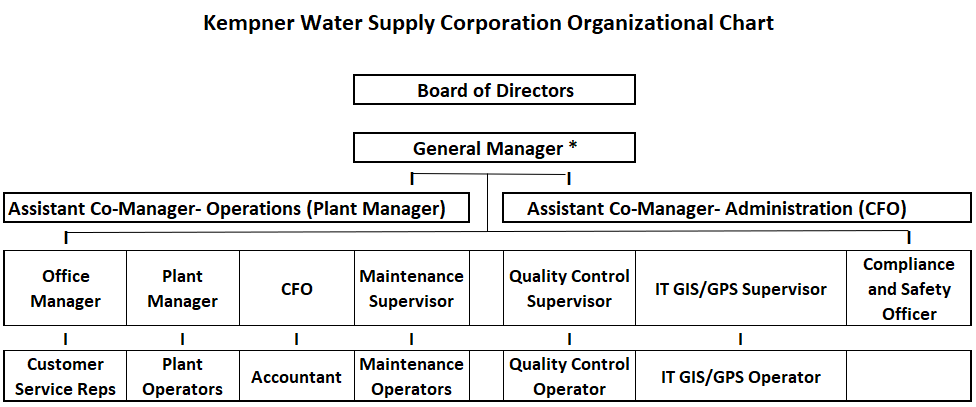 Kempner Water Supply Corporation Organizational Chart
Board of Directors
General Manager *
Assistant Co-Manager- Operations (Plant Manager)
Assistant Co-Manager- Administration (CFO)
Office
Manager
Plant
Manager
CFO
Maintenance
Supervisor
Quality Control
Supervisor
IT GIS/GPS Supervisor
Compliance
and Safety
Officer
Customer
Service Reps
Plant
Operators
Accountant
Maintenance
Operators
Quality Control
Operator
IT GIS/GPS Operator